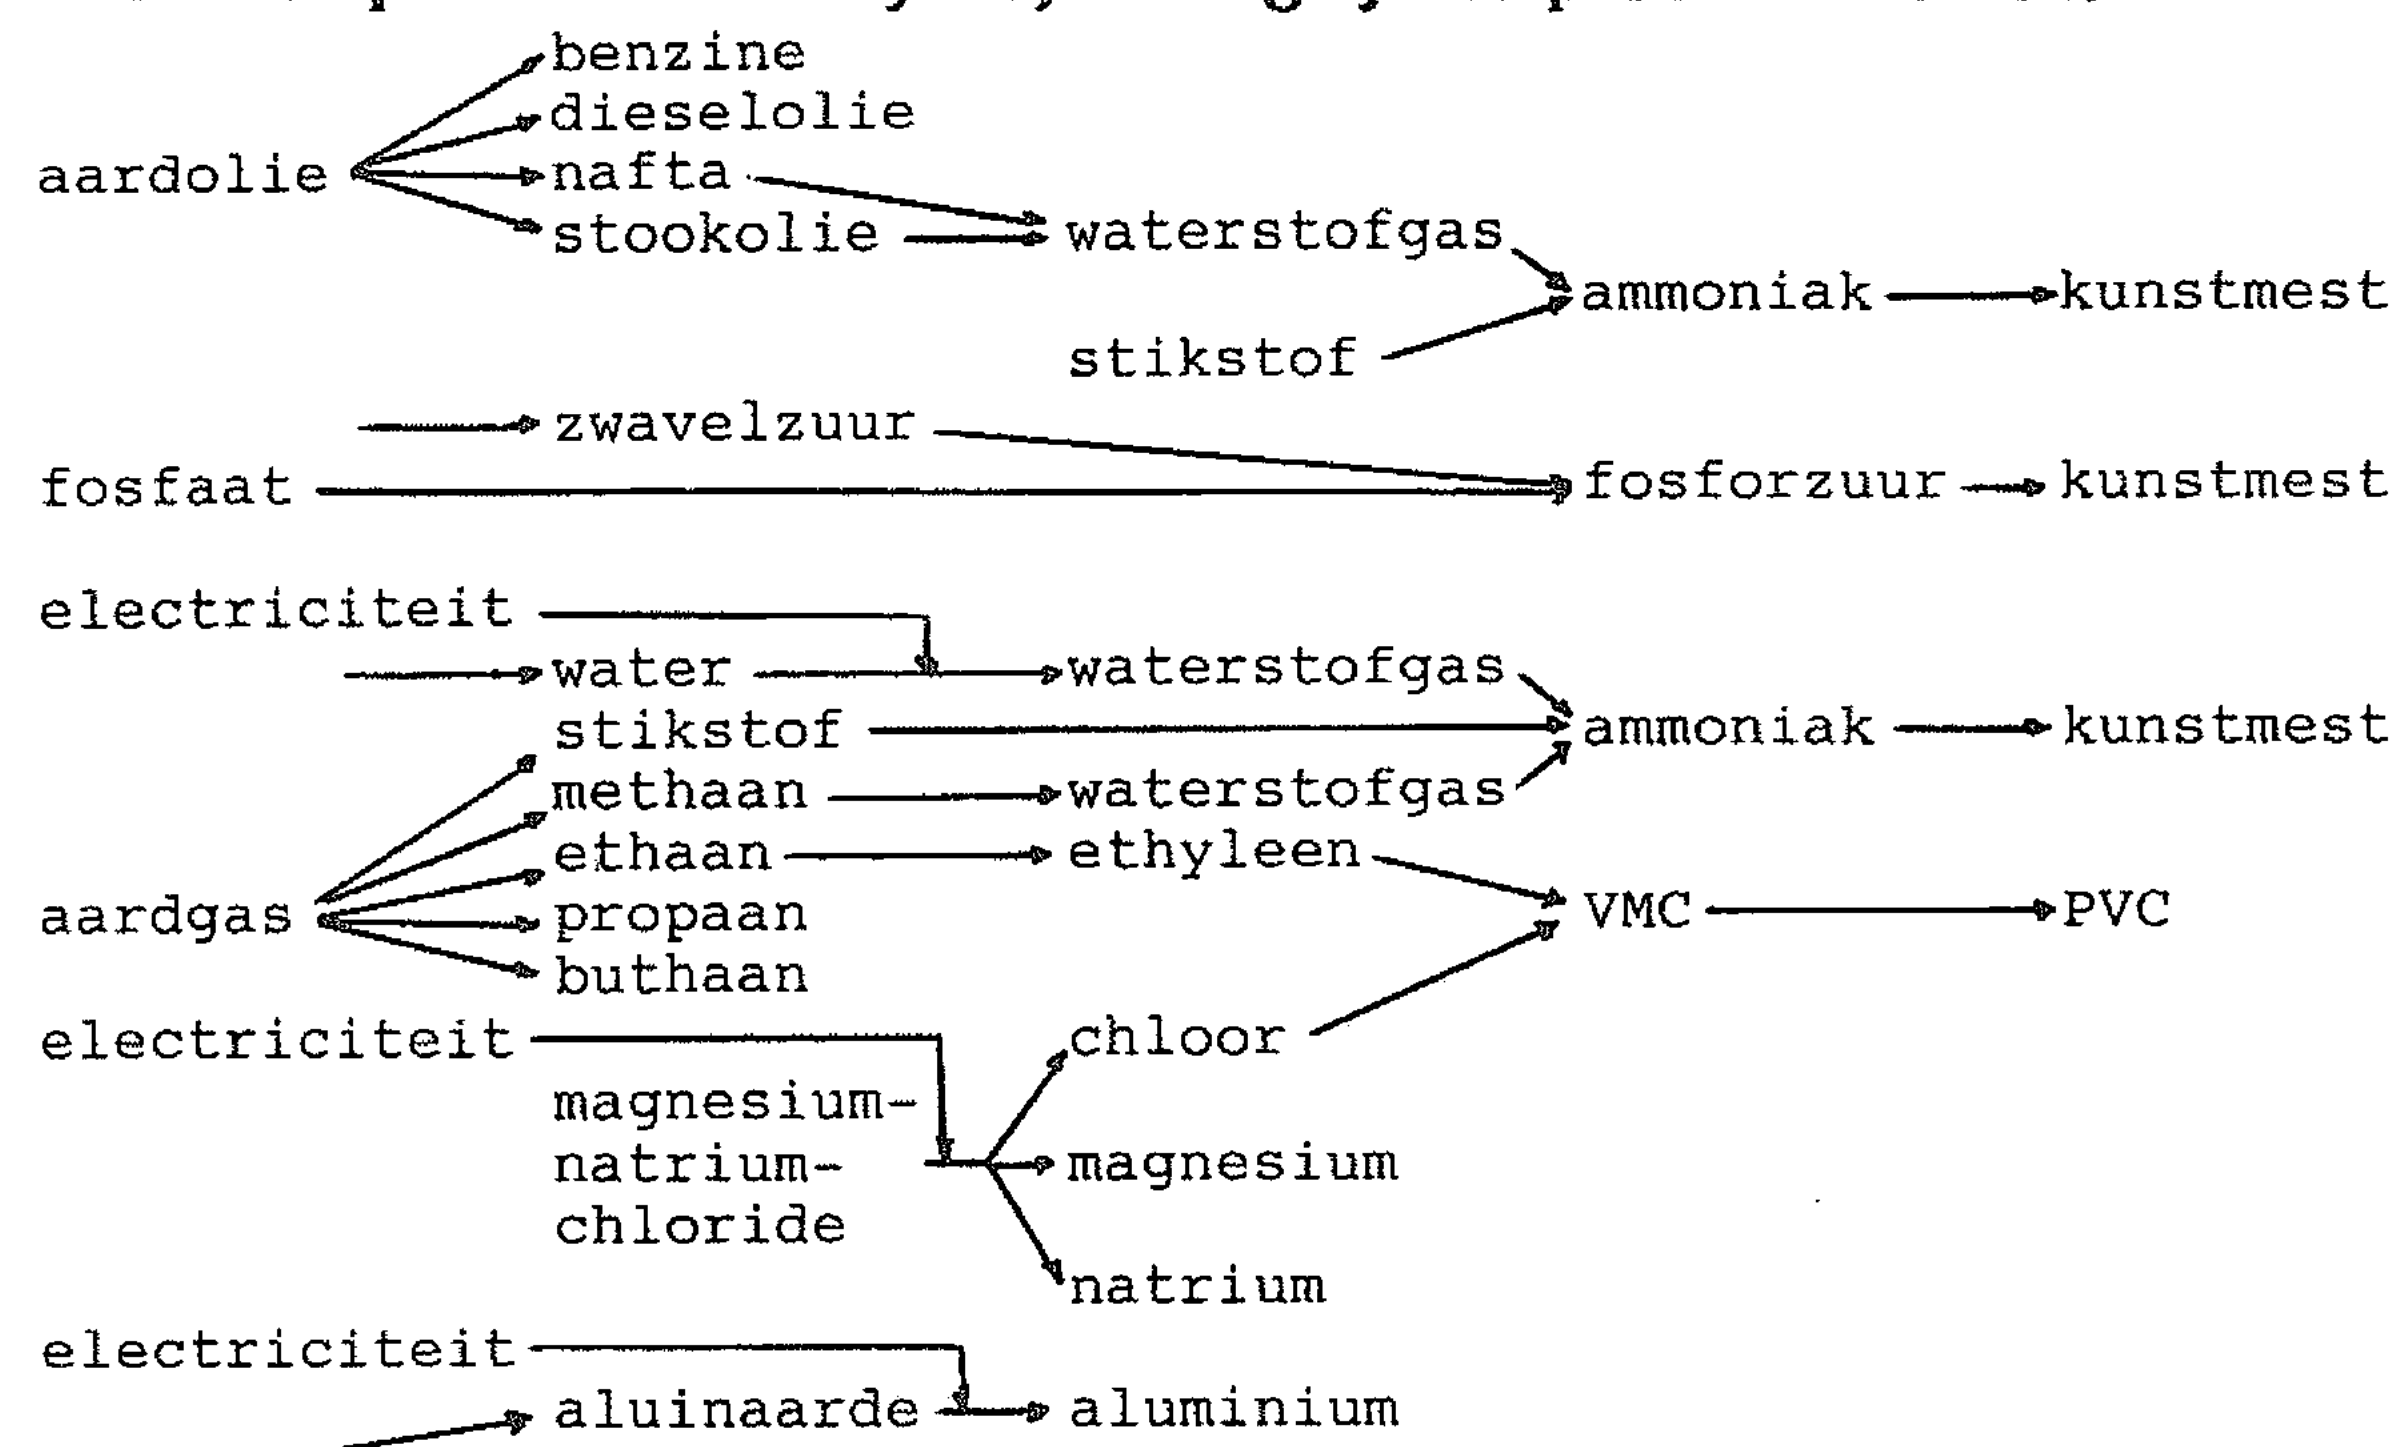 benzine
dieselolie
aardolie nafta
stookolie waterstofgas
ammoniak kunstmest
stikstof
zwavelzuur
fosfaat fosforzuur kunstmest
electriciteit
water waterstofgas
stikstof ammoniak kunstmest
methaan waterstofgas
ethaan ethyleen
aardgas propaan VMC PVC
buthaan
electriciteit chloor
magnesium-
natrium- magnesium
chloride
natrium
electriciteit
aluinaarde aluminium